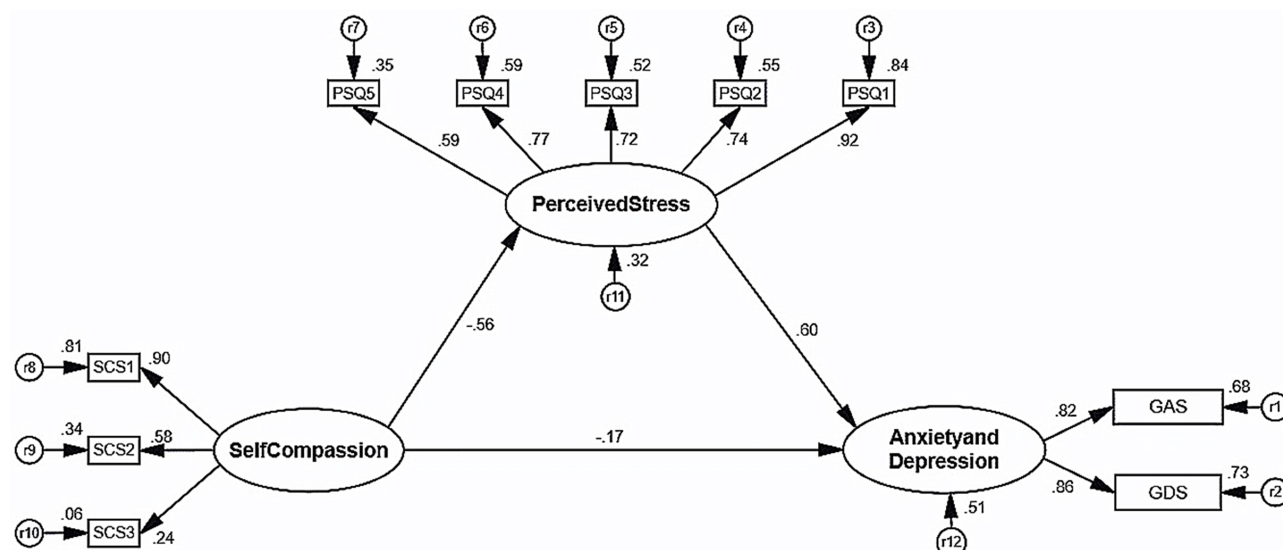 r7 r6 r5 r4 r3
.35 .59 .52 .55 .84
PSQ5 PSQ4 PSQ3 PSQ2 PSQ1
.59 .77 .72 .74 .92
PerceivedStress
.32
r11
-.56 .60
.81 .90
r8 SCS1
.34 .58
r9 SCS2
.06 .24
r10 SCS3
SelfCompassion
-.17
Anxietyand
Depression
.51
r12
.82 .68
GAS r1
.86 .73
GDS r2